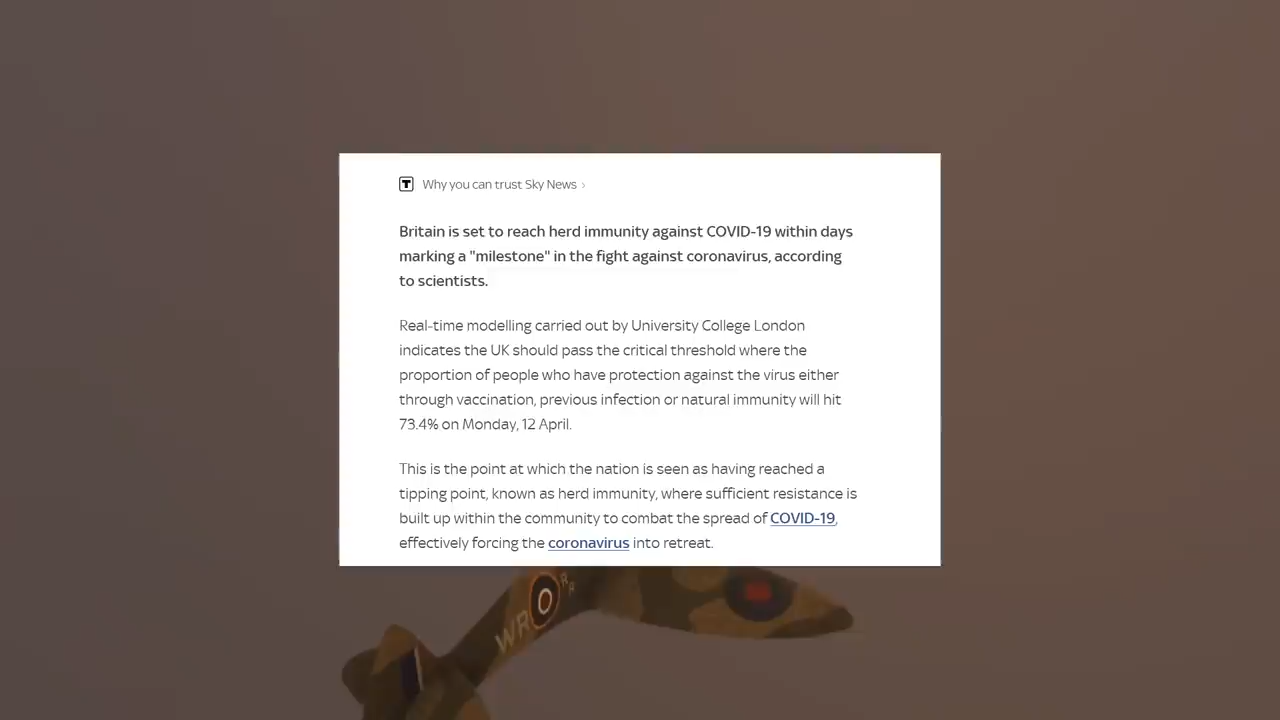 T Why you can trust Sky News ›
Britain is set to reach herd immunity against COVID-19 within days
marking a "milestone" in the fight against coronavirus, according
to scientists.
Real-time modelling carried out by University College London
indicates the UK should pass the critical threshold where the
proportion of people who have protection against the virus either
through vaccination, previous infection or natural immunity will hit
73.4% on Monday, 12 April.
This is the point at which the nation is seen as having reached a
tipping point, known as herd immunity, where sufficient resistance is
built up within the community to combat the spread of COVID-19,
effectively forcing the coronavirus into retreat.
WR R
R